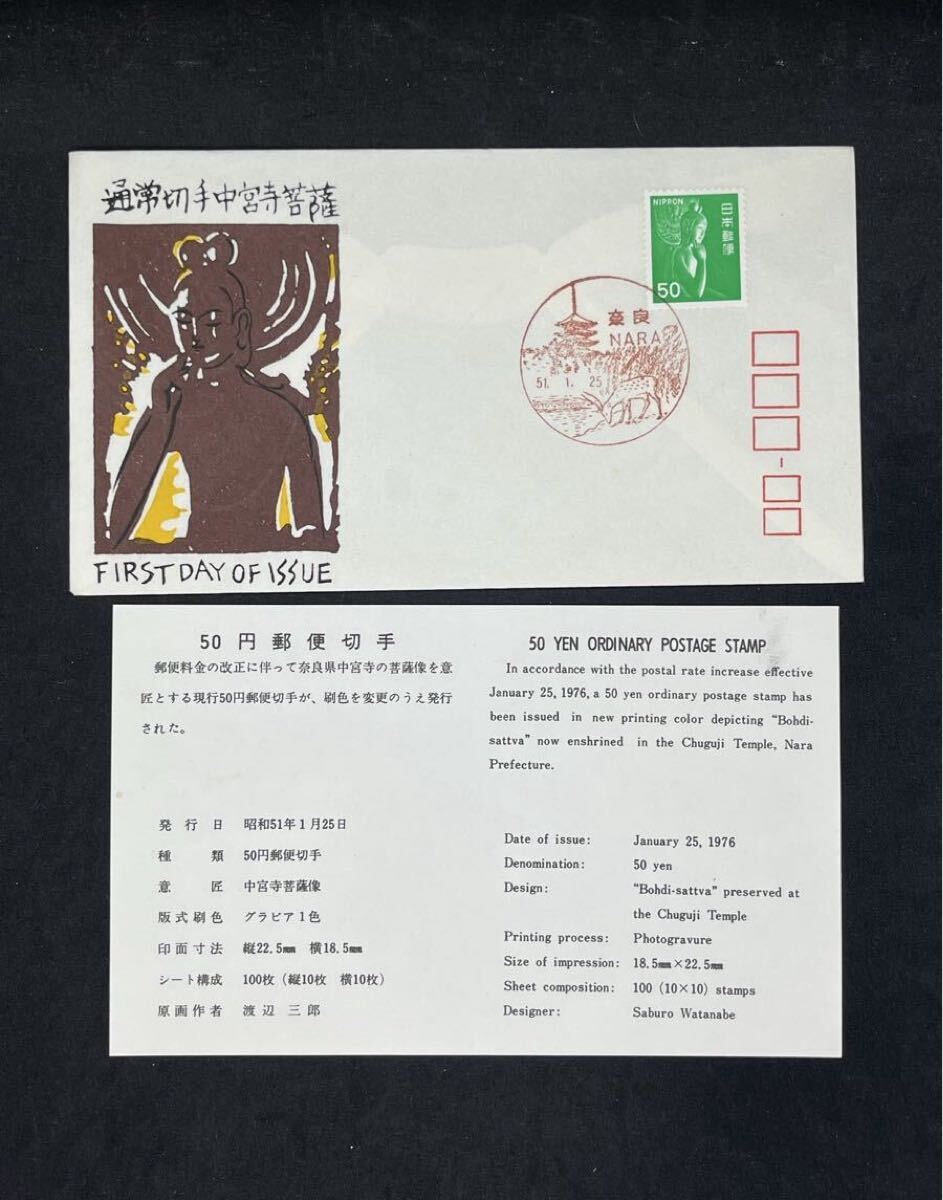 通常切手中宮寺菩薩
NIPPON
日本郵便
50
奈良
NARA
51. 1. 25
FIRST DAY OF ISSUE
50円郵便切手
郵便料金の改正に伴って奈良県中宮寺の菩薩像を意
匠とする現行50円郵便切手が、刷色を変更のうえ発行
された。
発行日 昭和51年1月25日
種類 50円郵便切手
意匠 中宮寺菩薩像
版式刷色 グラビア1色
印面寸法 縦22.5㎜ 横18.5㎜
シート構成 100枚（縦10枚 横10枚）
原画作者 渡辺三郎
50 YEN ORDINARY POSTAGE STAMP
In accordance with the postal rate increase effective
January 25, 1976, a 50 yen ordinary postage stamp has
been issued in new printing color depicting "Bohdi-
sattva" now enshrined in the Chuguji Temple, Nara
Prefecture.
Date of issue: January 25, 1976
Denomination: 50 yen
Design: "Bohdi-sattva" preserved at
the Chuguji Temple
Printing process: Photogravure
Size of impression: 18.5㎜×22.5㎜
Sheet composition: 100 (10×10) stamps
Designer: Saburo Watanabe